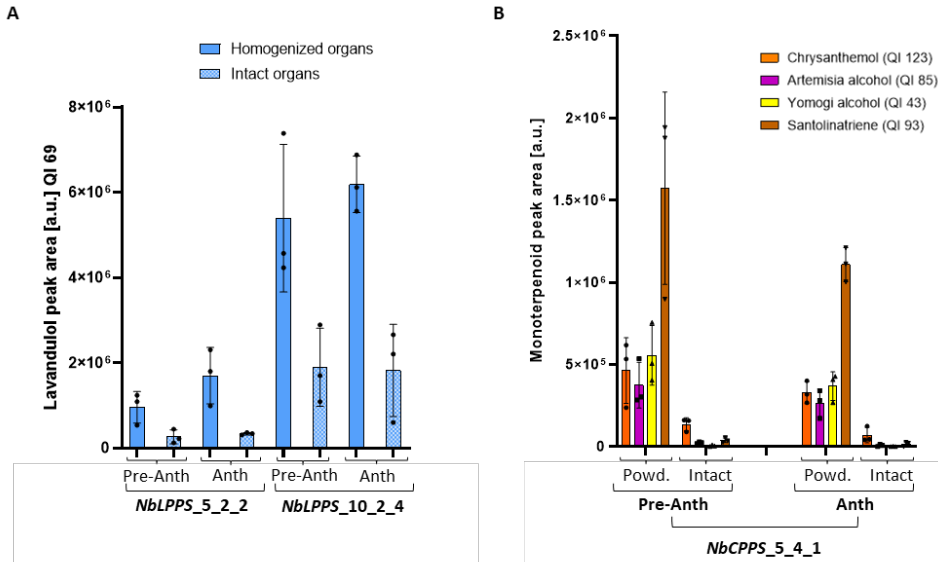 A
Homogenized organs
Intact organs
Lavandulol peak area [a.u.] QI 69
8×10⁶
6×10⁶
4×10⁶
2×10⁶
0
Pre-Anth Anth Pre-Anth Anth
NbLPPS_5_2_2 NbLPPS_10_2_4
B
Chrysanthemol (QI 123)
Artemisia alcohol (QI 85)
Yomogi alcohol (QI 43)
Santolinatriene (QI 93)
Monoterpenoid peak area [a.u.]
2.5×10⁶
2×10⁶
1.5×10⁶
1×10⁶
5×10⁵
0
Powd. Intact Powd. Intact
Pre-Anth Anth
NbCPPS_5_4_1